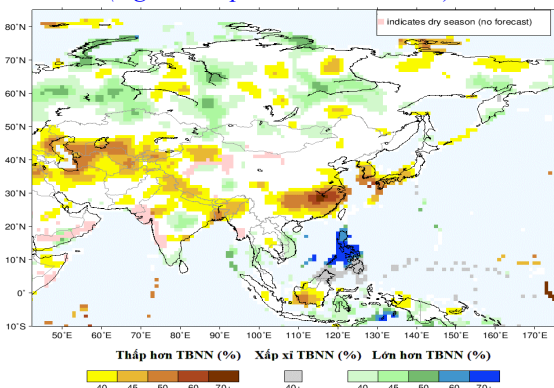 indicates dry season (no forecast)
80°N
70°N
60°N
50°N
40°N
30°N
20°N
10°N
0°
10°S
50°E 60°E 70°E 80°E 90°E 100°E 110°E 120°E 130°E 140°E 150°E 160°E 170°E
Thấp hơn TBNN (%) Xấp xỉ TBNN (%) Lớn hơn TBNN (%)
40 45 50 60 70+ 40+ 40 45 50 60 70+